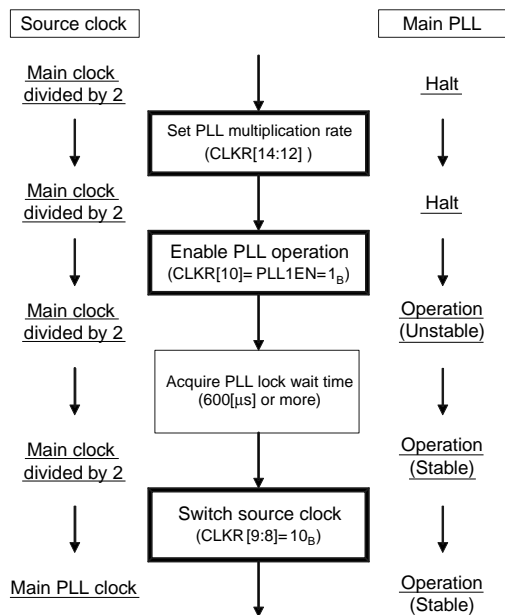 Source clock
Main PLL
Main clock
divided by 2
Halt
Set PLL multiplication rate
(CLKR[14:12] )
Main clock
divided by 2
Halt
Enable PLL operation
(CLKR[10]= PLL1EN=1B)
Main clock
divided by 2
Operation
(Unstable)
Acquire PLL lock wait time
(600[μs] or more)
Main clock
divided by 2
Operation
(Stable)
Switch source clock
(CLKR [9:8]= 10B)
Main PLL clock
Operation
(Stable)